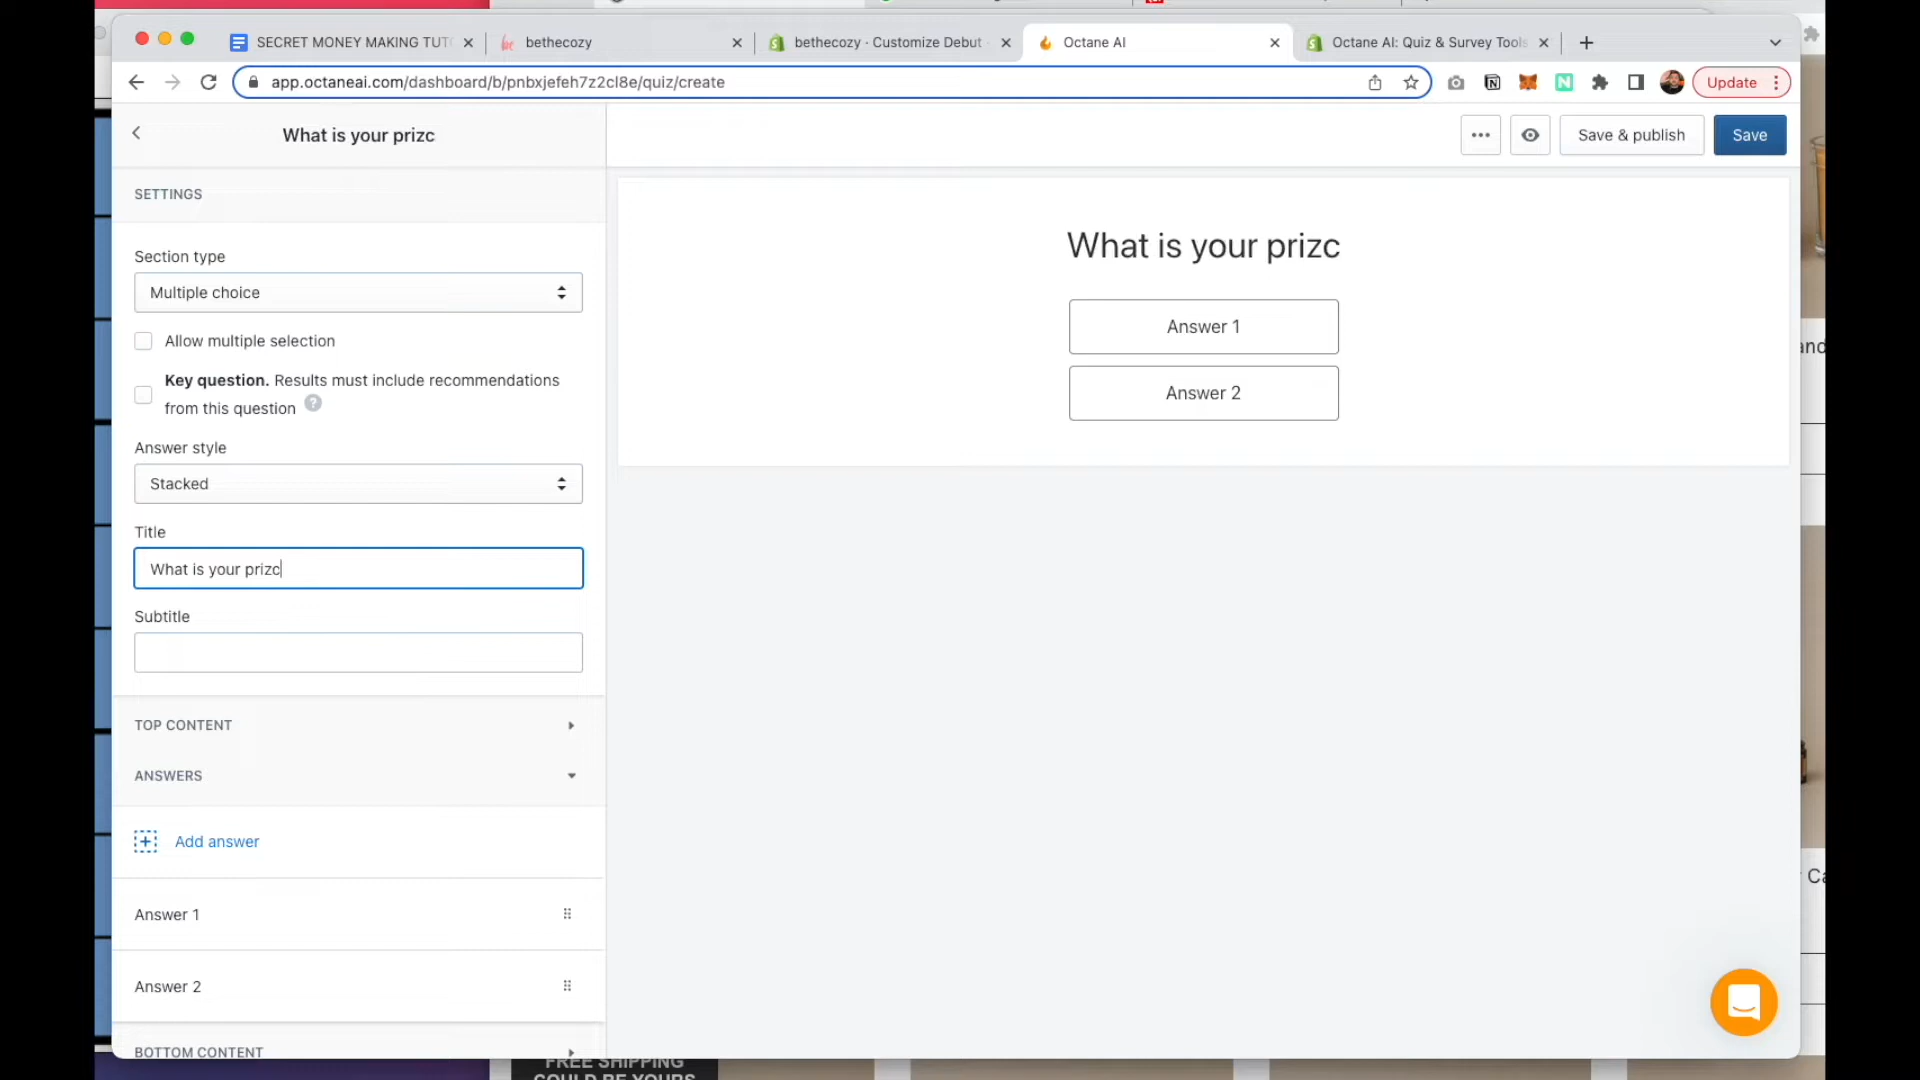 SECRET MONEY MAKING TUT
bethecozy
bethecozy · Customize Debut
Octane AI
Octane AI: Quiz & Survey Tools
app.octaneai.com/dashboard/b/pnbxjefeh7z2cl8e/quiz/create
Update
What is your prizc
Save & publish
Save
SETTINGS
Section type
Multiple choice
Allow multiple selection
Key question. Results must include recommendations
from this question ?
Answer style
Stacked
Title
What is your prizc
Subtitle
TOP CONTENT
ANSWERS
Add answer
Answer 1
Answer 2
BOTTOM CONTENT
What is your prizc
Answer 1
Answer 2
FREE SHIPPING
COULD BE YOURS